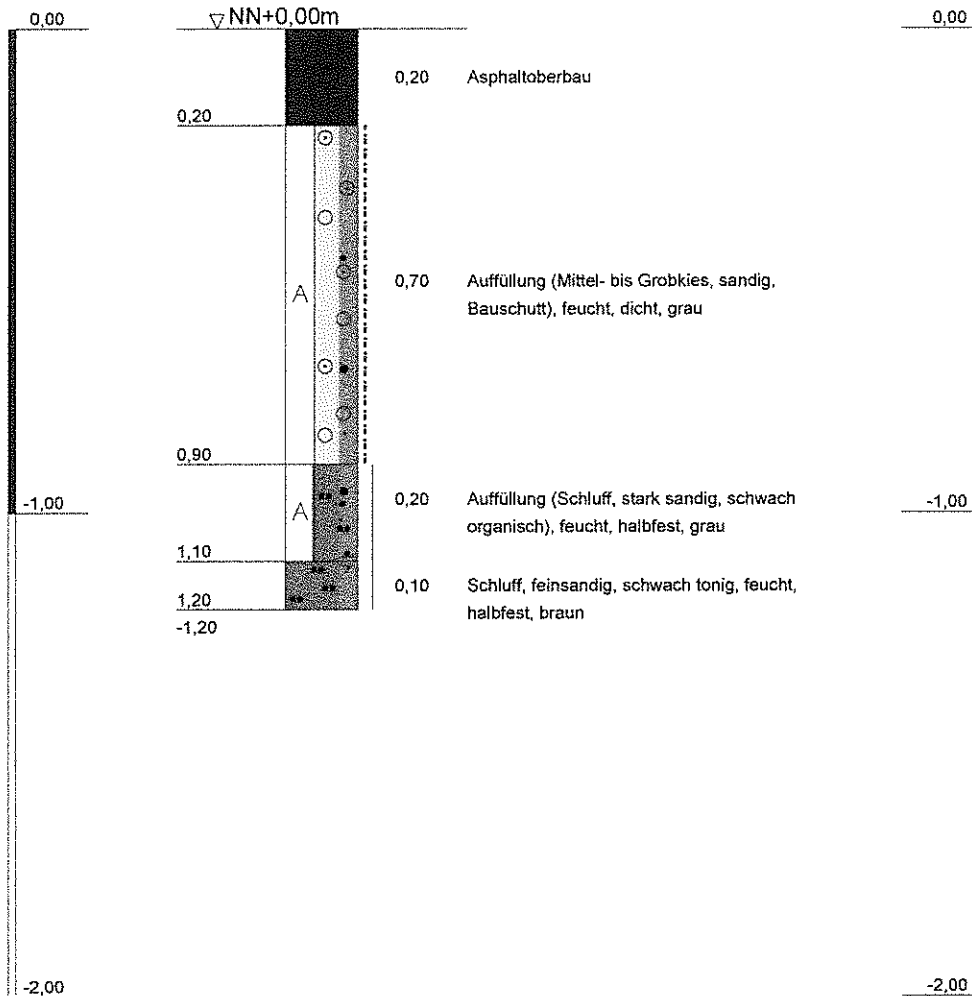 0,00
▽ NN+0,00m
0,00
0,20 Asphaltoberbau
0,20
A
0,70 Auffüllung (Mittel- bis Grobkies, sandig,
Bauschutt), feucht, dicht, grau
0,90
-1,00
A
0,20 Auffüllung (Schluff, stark sandig, schwach
organisch), feucht, halbfest, grau
-1,00
1,10
0,10 Schluff, feinsandig, schwach tonig, feucht,
halbfest, braun
1,20
-1,20
-2,00
-2,00